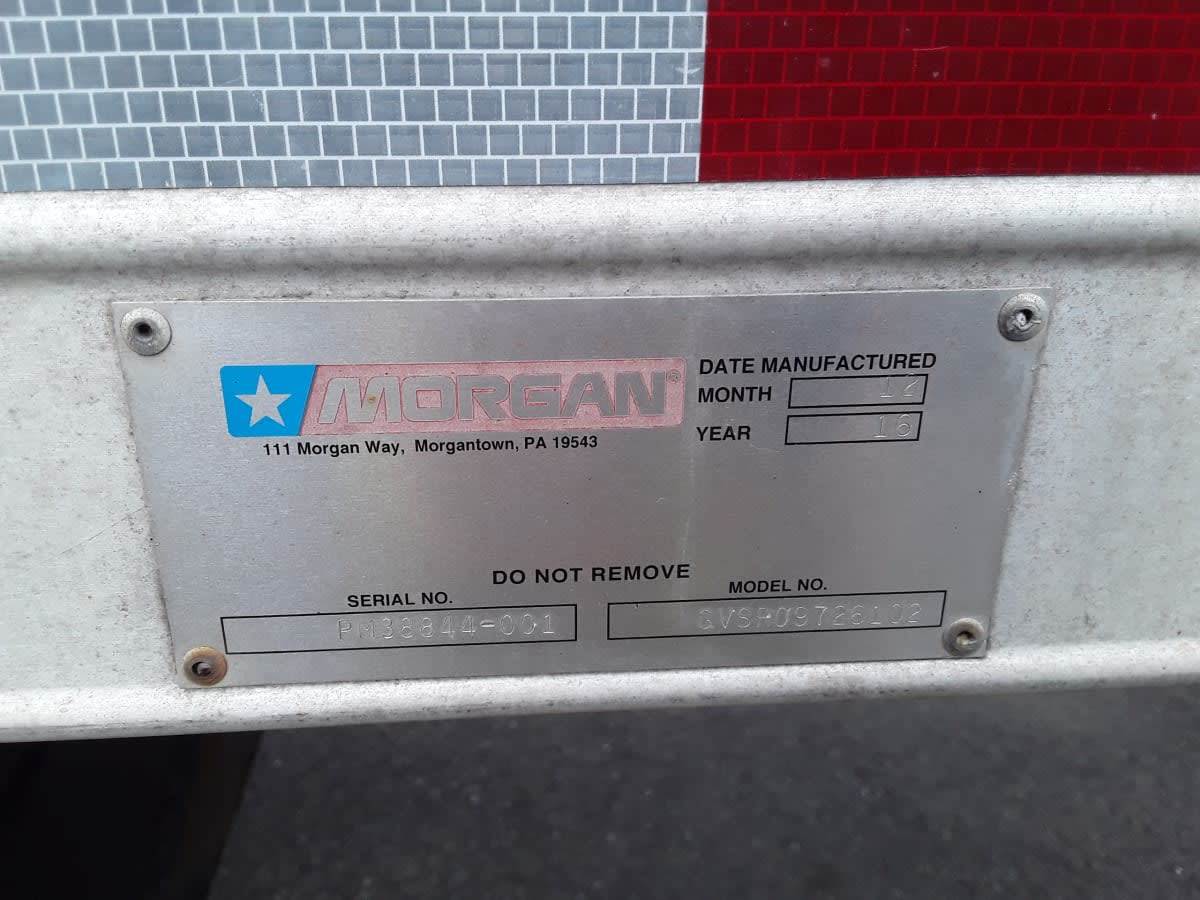 MORGAN®
111 Morgan Way, Morgantown, PA 19543
DATE MANUFACTURED
MONTH 12
YEAR 16
DO NOT REMOVE
SERIAL NO.
PM38844-001
MODEL NO.
GVSP09726102